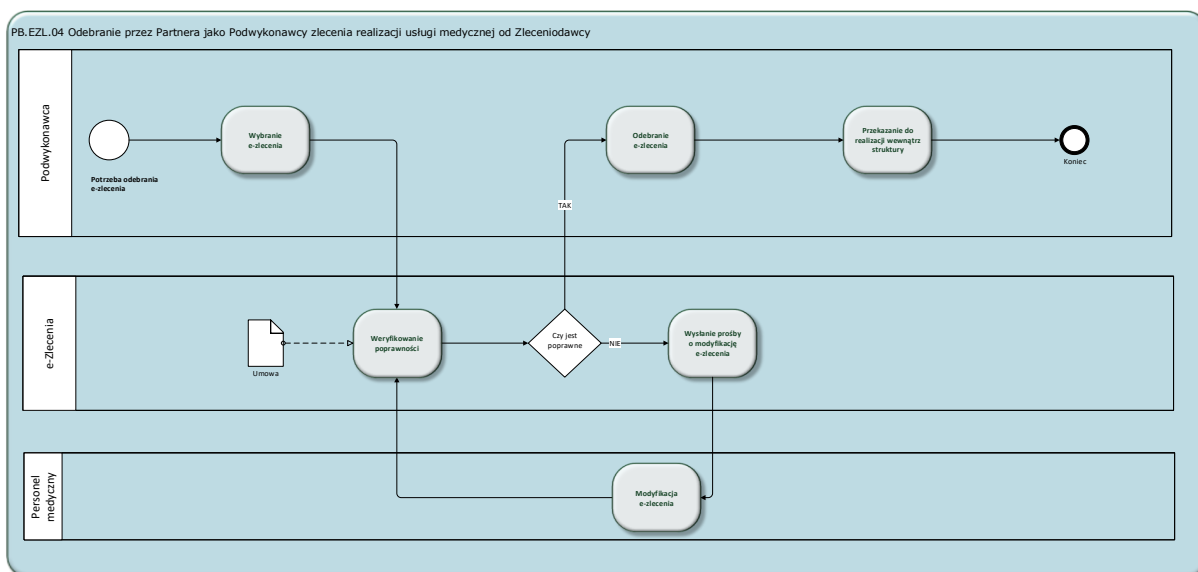 PB.EZL.04 Odebranie przez Partnera jako Podwykonawcy zlecenia realizacji usługi medycznej od Zleceniodawcy
Podwykonawca
Potrzeba odebrania
e-zlecenia
Wybranie
e-zlecenia
Odebranie
e-zlecenia
Przekazanie do
realizacji wewnątrz
struktury
Koniec
TAK
e-Zlecenia
Umowa
Weryfikowanie
poprawności
Czy jest
poprawne
NIE
Wysłanie prośby
o modyfikację
e-zlecenia
Personel
medyczny
Modyfikacja
e-zlecenia